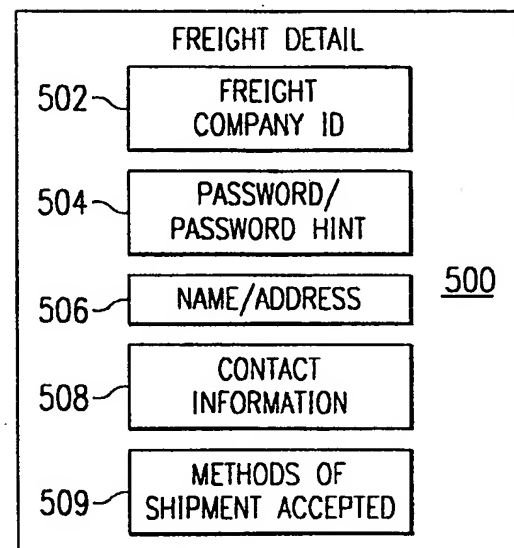 FREIGHT DETAIL
502
FREIGHT
COMPANY ID
504
PASSWORD/
PASSWORD HINT
506
NAME/ADDRESS
500
508
CONTACT
INFORMATION
509
METHODS OF
SHIPMENT ACCEPTED